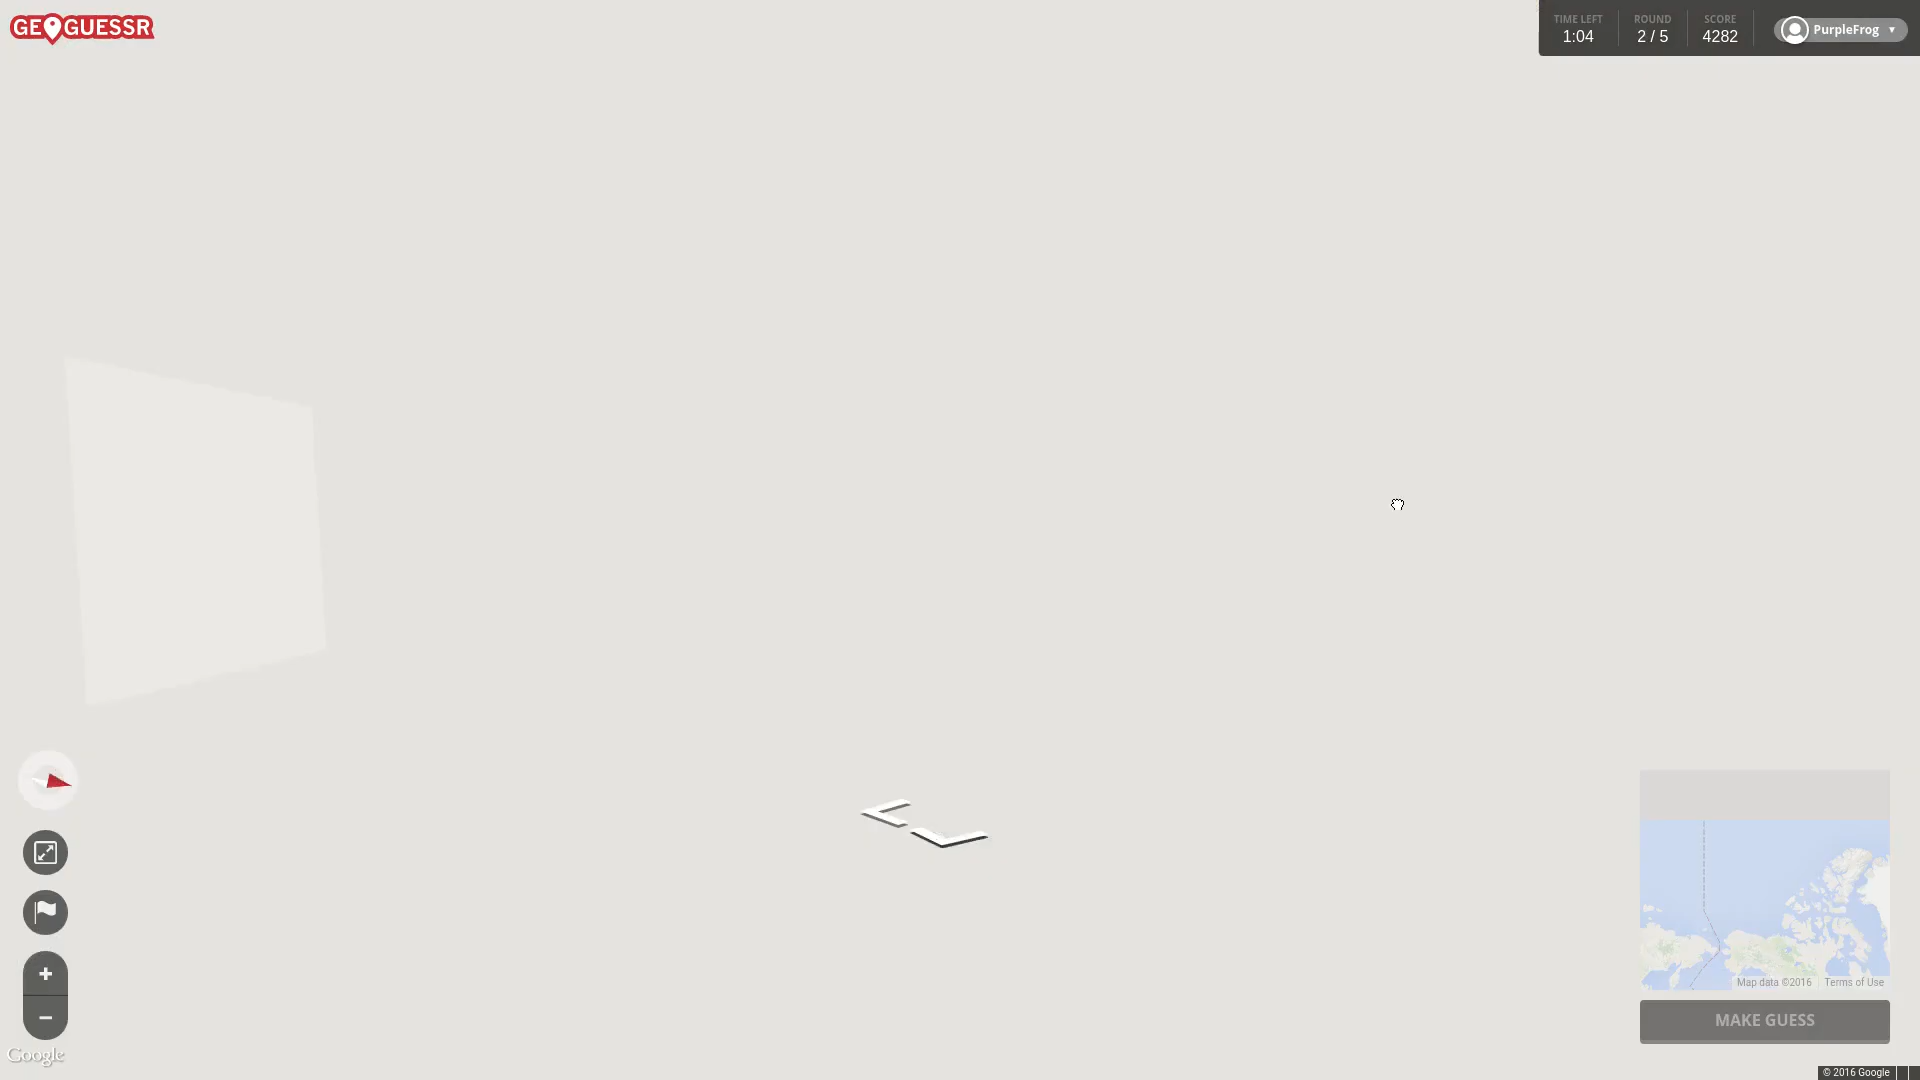 GEOGUESSR
TIME LEFT
1:04
ROUND
2 / 5
SCORE
4282
PurpleFrog ▼
+
−
Google
Map data ©2016
Terms of Use
MAKE GUESS
© 2016 Google